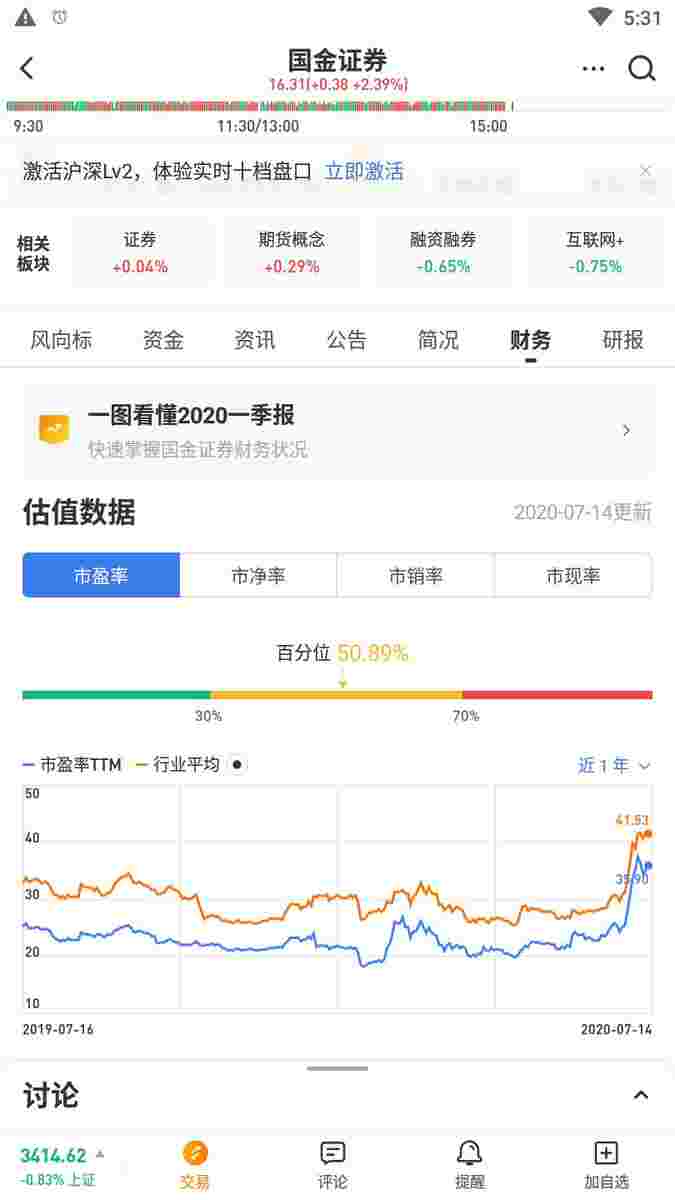 5:31
国金证券
16.31(+0.38 +2.39%)
9:30 11:30/13:00 15:00
激活沪深Lv2，体验实时十档盘口 立即激活
相关板块
证券 期货概念 融资融券 互联网+
+0.04% +0.29% -0.65% -0.75%
风向标 资金 资讯 公告 简况 财务 研报
一图看懂2020一季报
快速掌握国金证券财务状况
估值数据 2020-07-14更新
市盈率 市净率 市销率 市现率
百分位 50.89%
30% 70%
市盈率TTM 行业平均 近1年
50
41.53
40
35.90
30
20
10
2019-07-16 2020-07-14
讨论
3414.62
-0.83% 上证
交易 评论 提醒 加自选